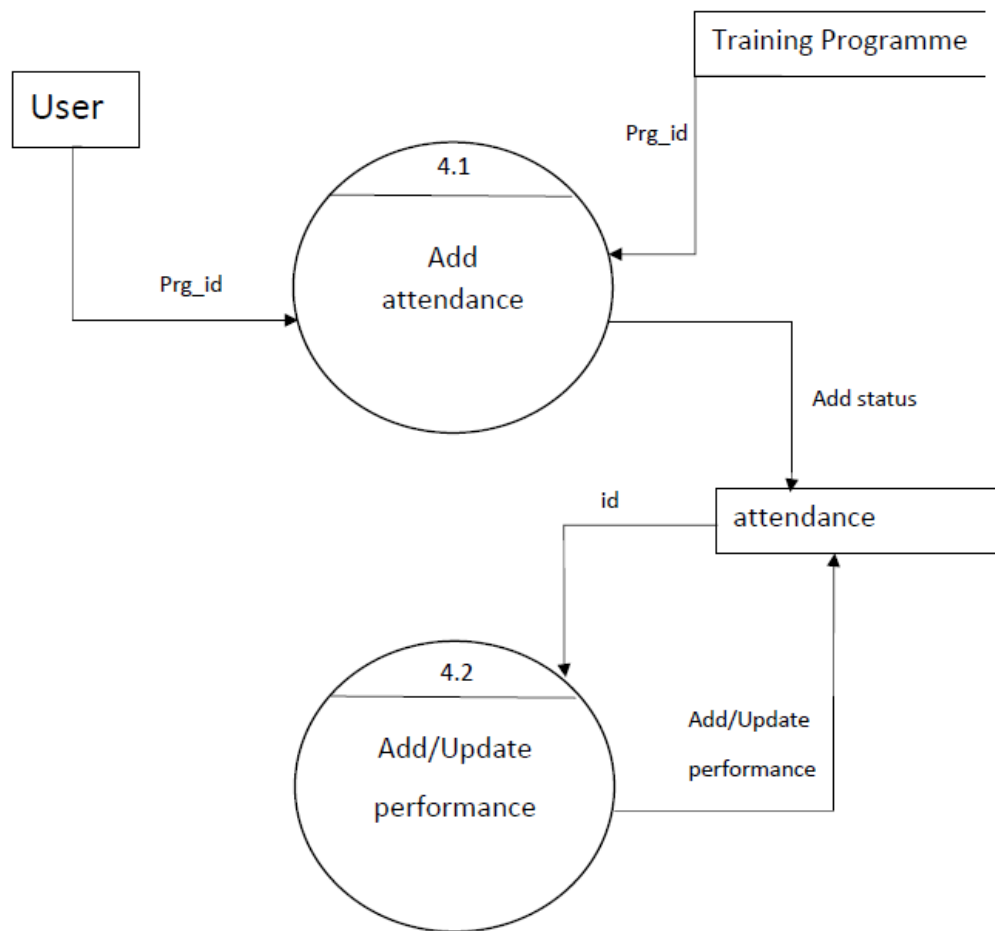 Training Programme
User
Prg_id
4.1
Add
attendance
Prg_id
Add status
id
attendance
4.2
Add/Update
performance
Add/Update
performance